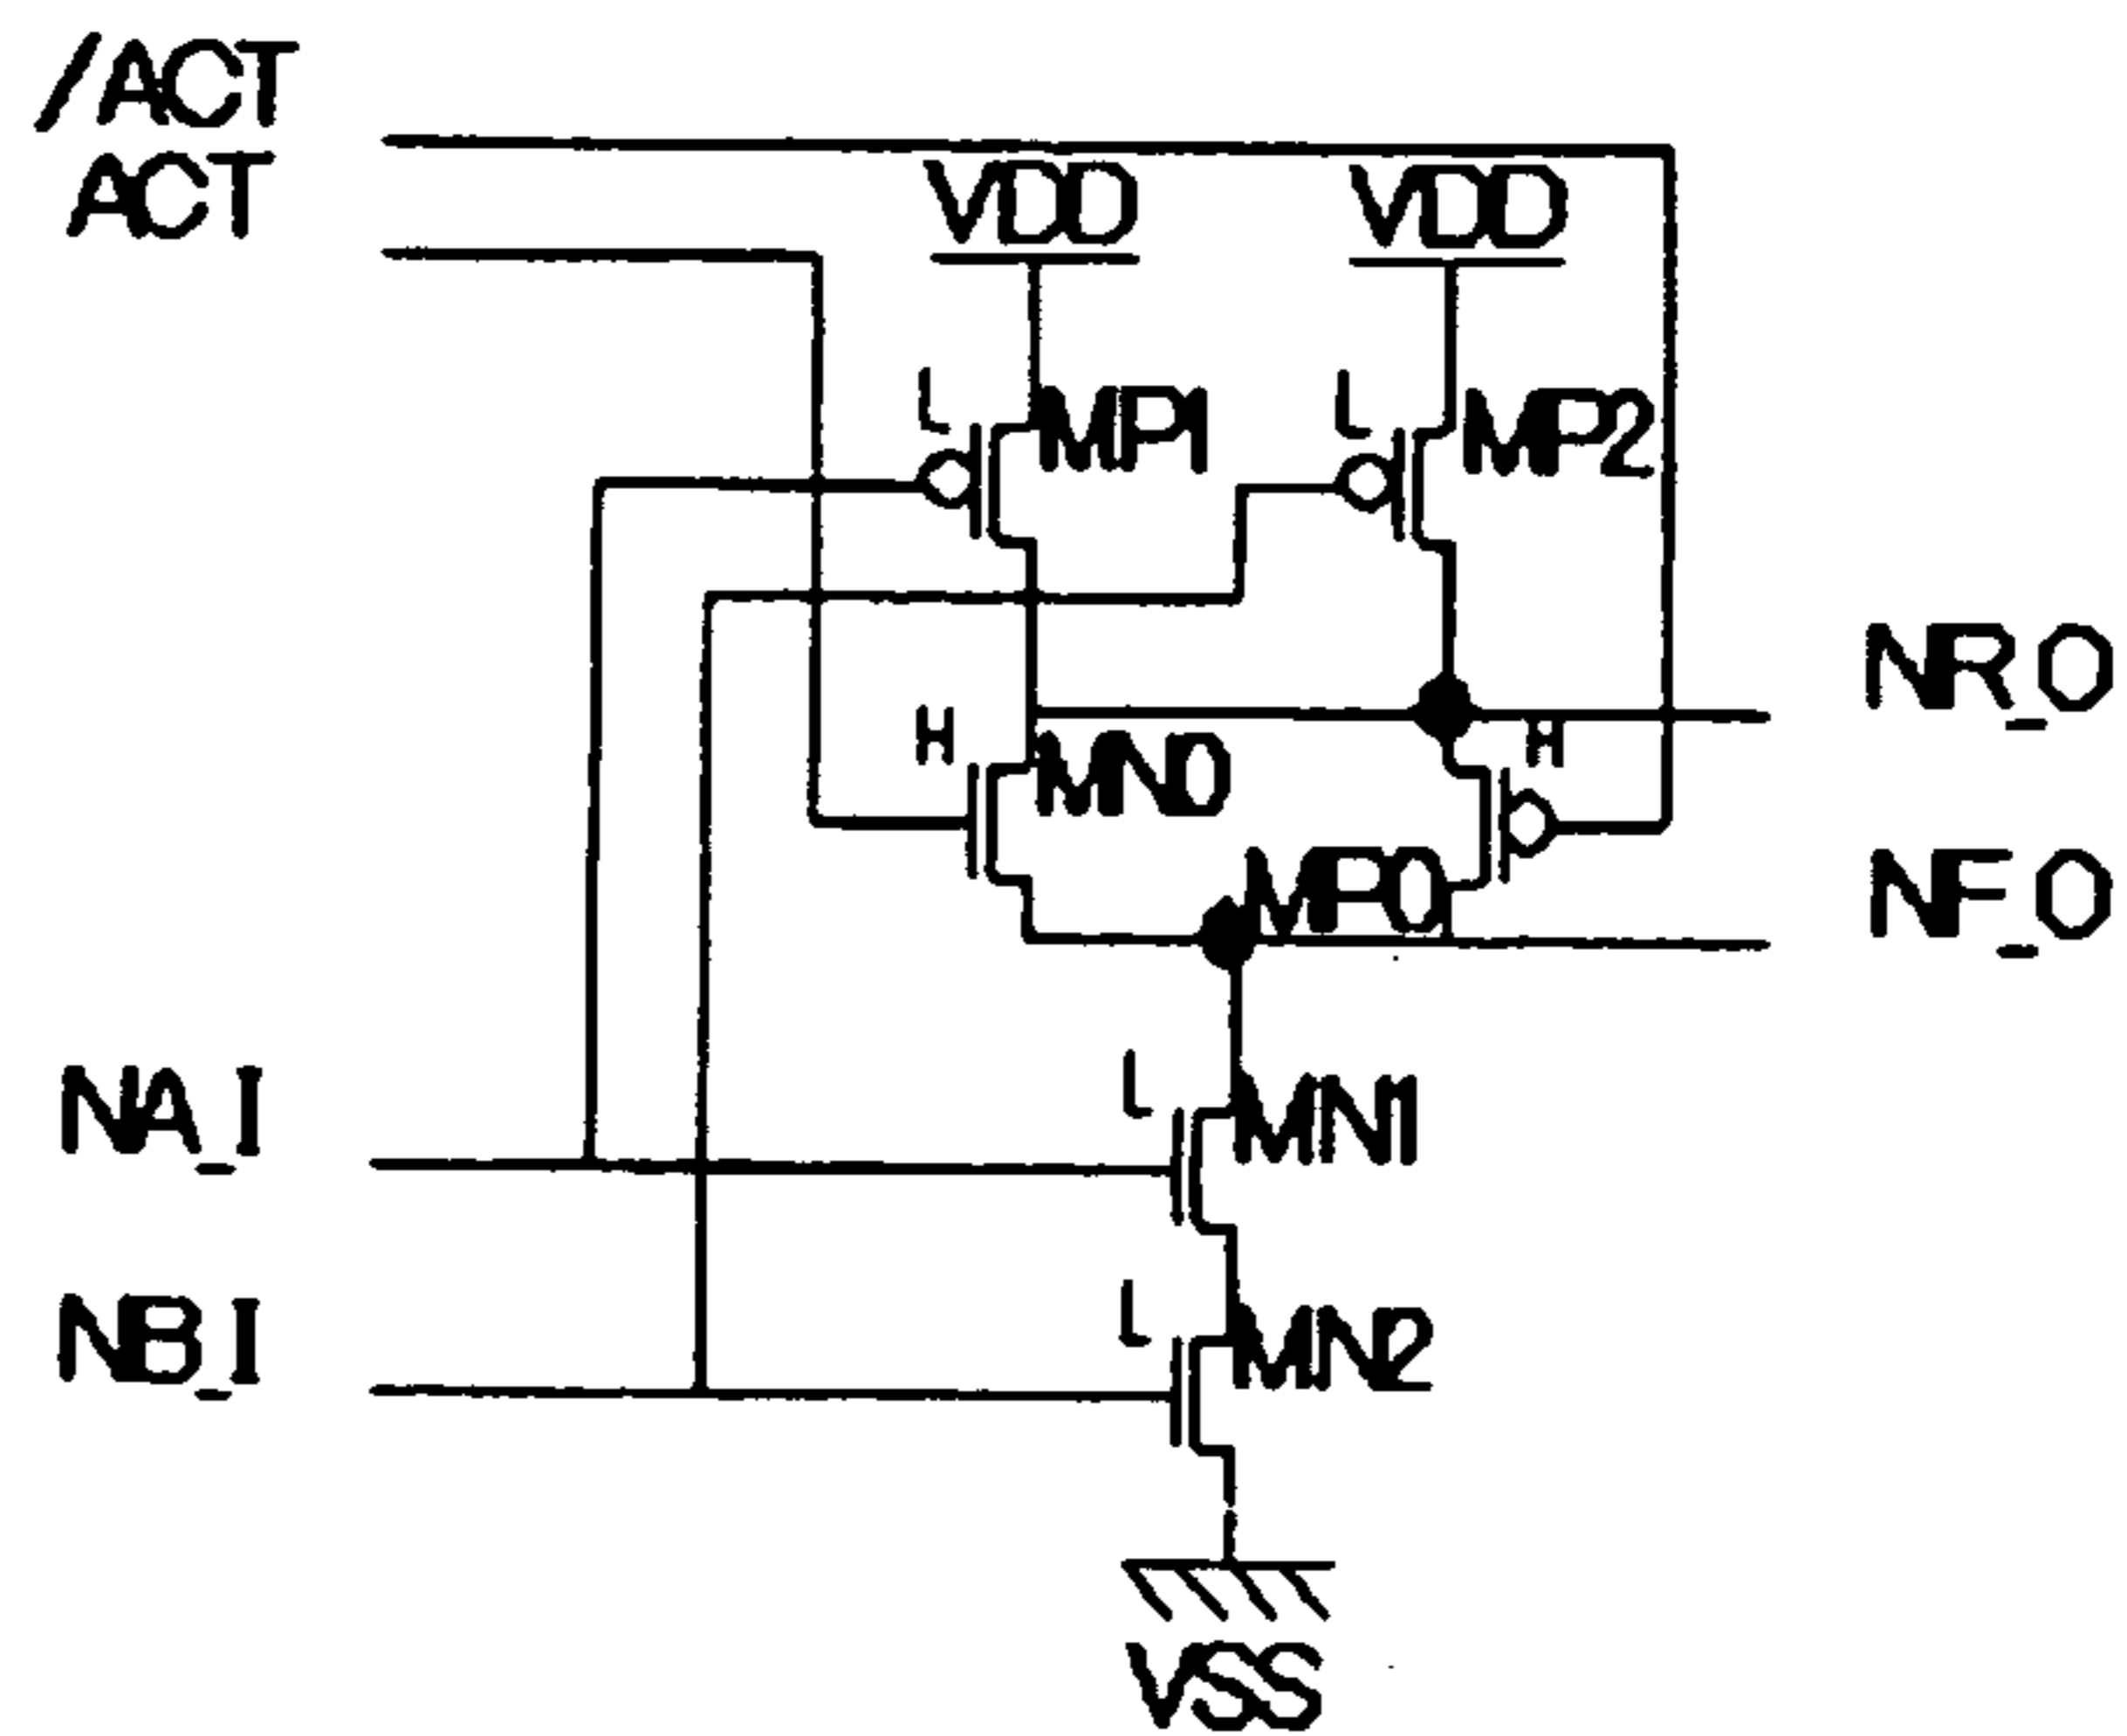 /ACT
ACT
VDD VDD
L MP1 L MP2
NR_O
H MN0 H
MP0 NF_O
L MN1
NA_I
L MN2
NB_I
VSS